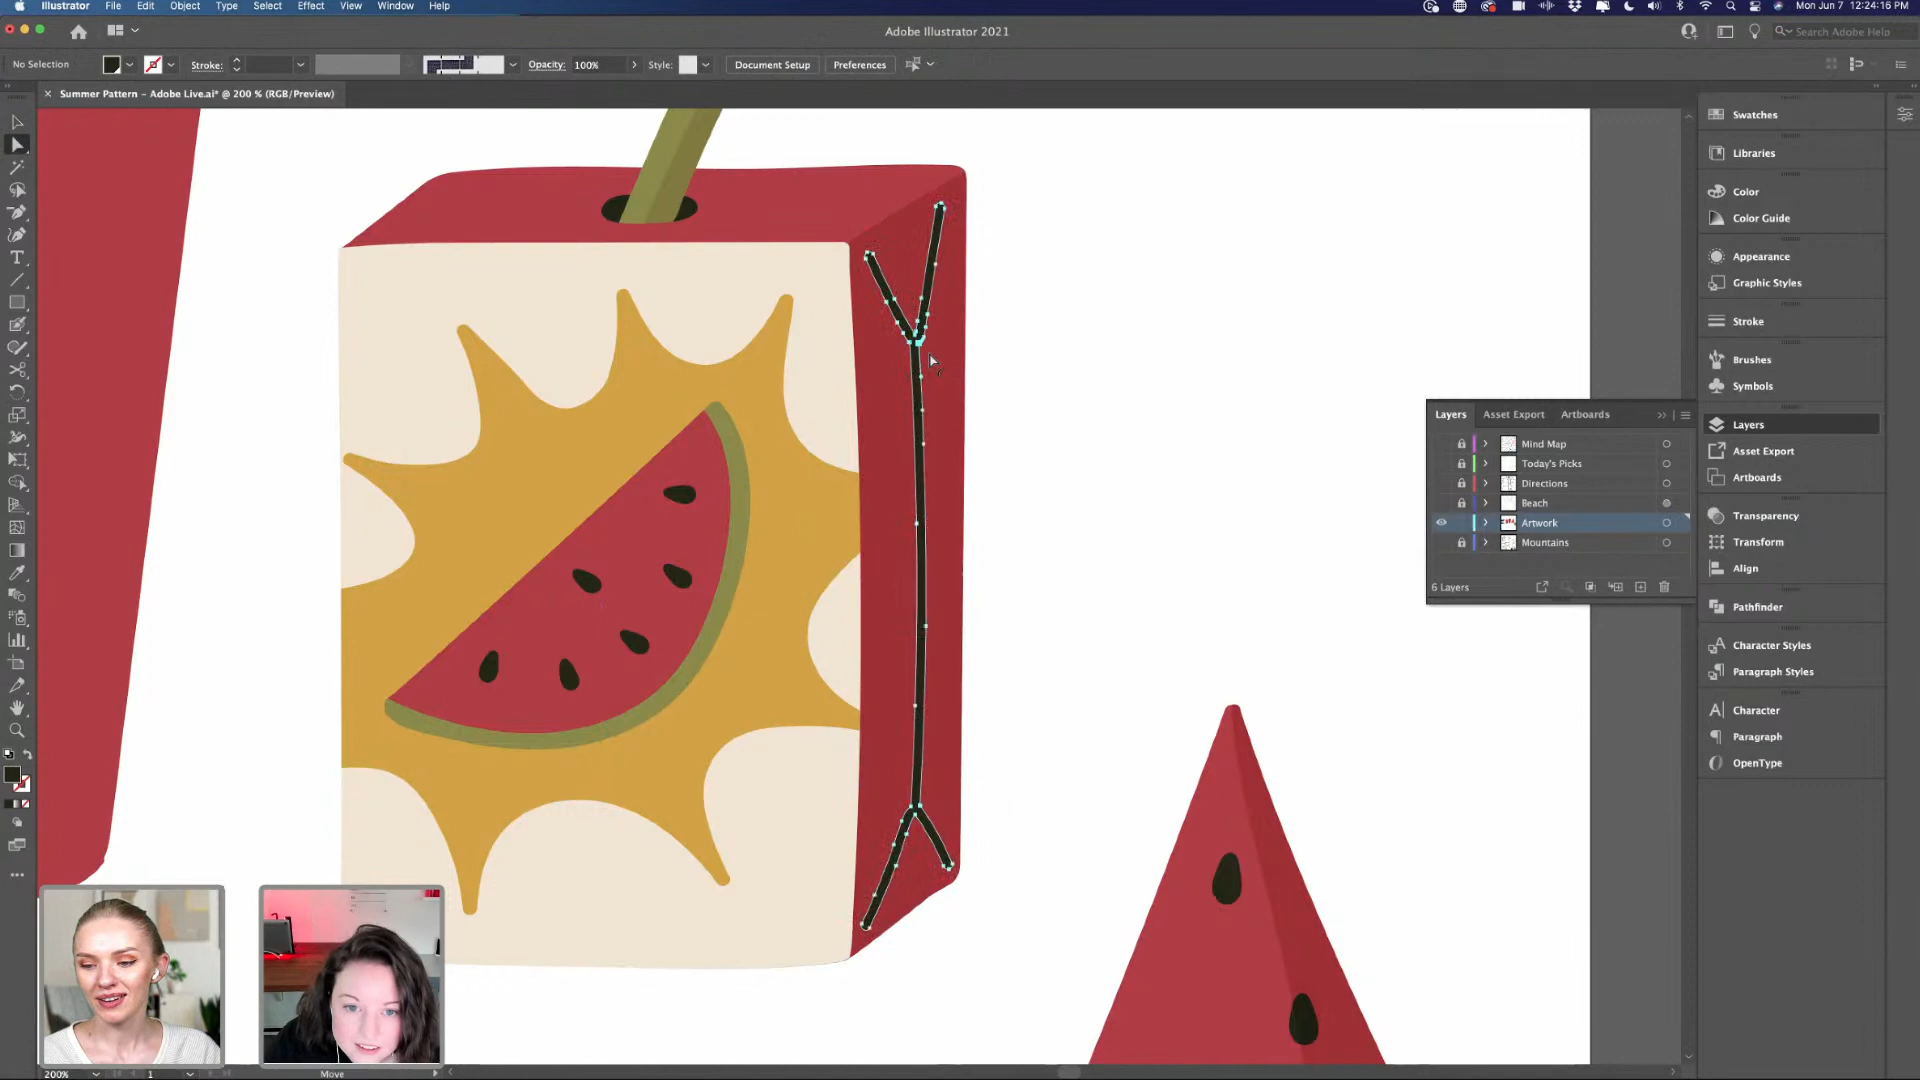 Illustrator File Edit Object Type Select Effect View Window Help
Mon Jun 7 12:24:16 PM
Adobe Illustrator 2021
Search Adobe Help
No Selection
Stroke:
Opacity: 100%
Style:
Document Setup
Preferences
Summer Pattern – Adobe Live.ai* @ 200 % (RGB/Preview)
Swatches
Libraries
Color
Color Guide
Appearance
Graphic Styles
Stroke
Brushes
Symbols
Layers
Asset Export
Artboards
Transparency
Transform
Align
Pathfinder
Character Styles
Paragraph Styles
Character
Paragraph
OpenType
Layers Asset Export Artboards
Mind Map
Today's Picks
Directions
Beach
Artwork
Mountains
6 Layers
200%
1
Move